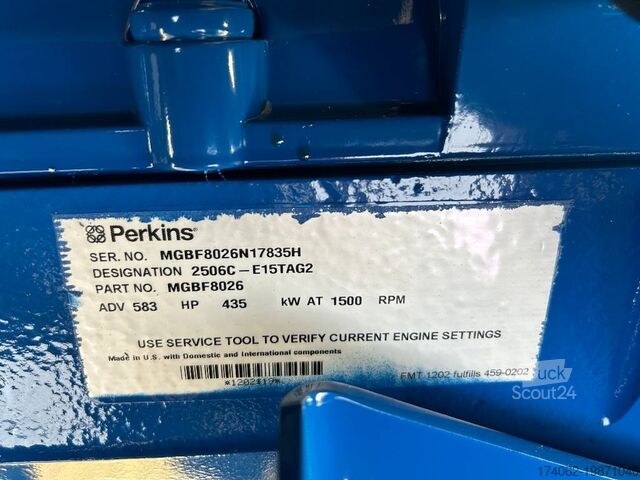 Perkins
SER. NO. MGBF8026N17835H
DESIGNATION 2506C-E15TAG2
PART NO. MGBF8026
ADV 583 HP 435 kW AT 1500 RPM
USE SERVICE TOOL TO VERIFY CURRENT ENGINE SETTINGS
Made in U.S. with Domestic and International components
FMT 1202 fulfills 459-0202
ruck
Scout24